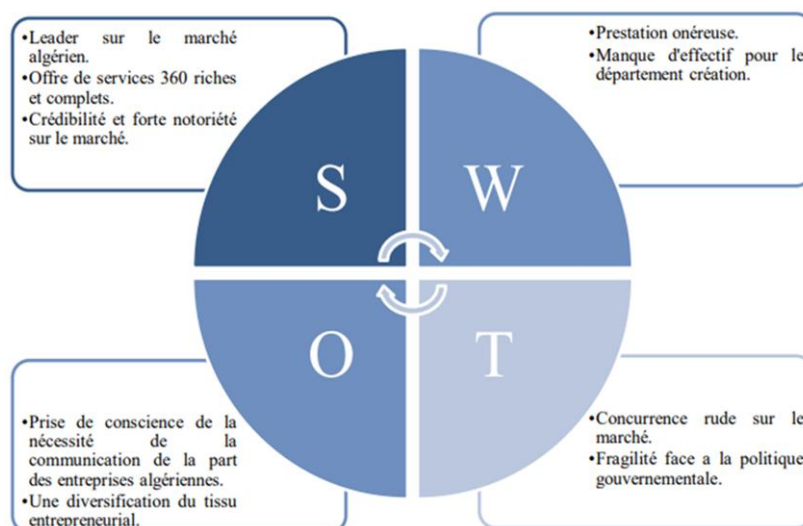 •Leader sur le marché
algérien.
•Offre de services 360 riches
et complets.
•Crédibilité et forte notoriété
sur le marché.
•Prestation onéreuse.
•Manque d'effectif pour le
département création.
S
W
O
T
•Prise de conscience de la
nécessité de la
communication de la part
des entreprises algériennes.
•Une diversification du tissu
entrepreneurial.
•Concurrence rude sur le
marché.
•Fragilité face a la politique
gouvernementale.